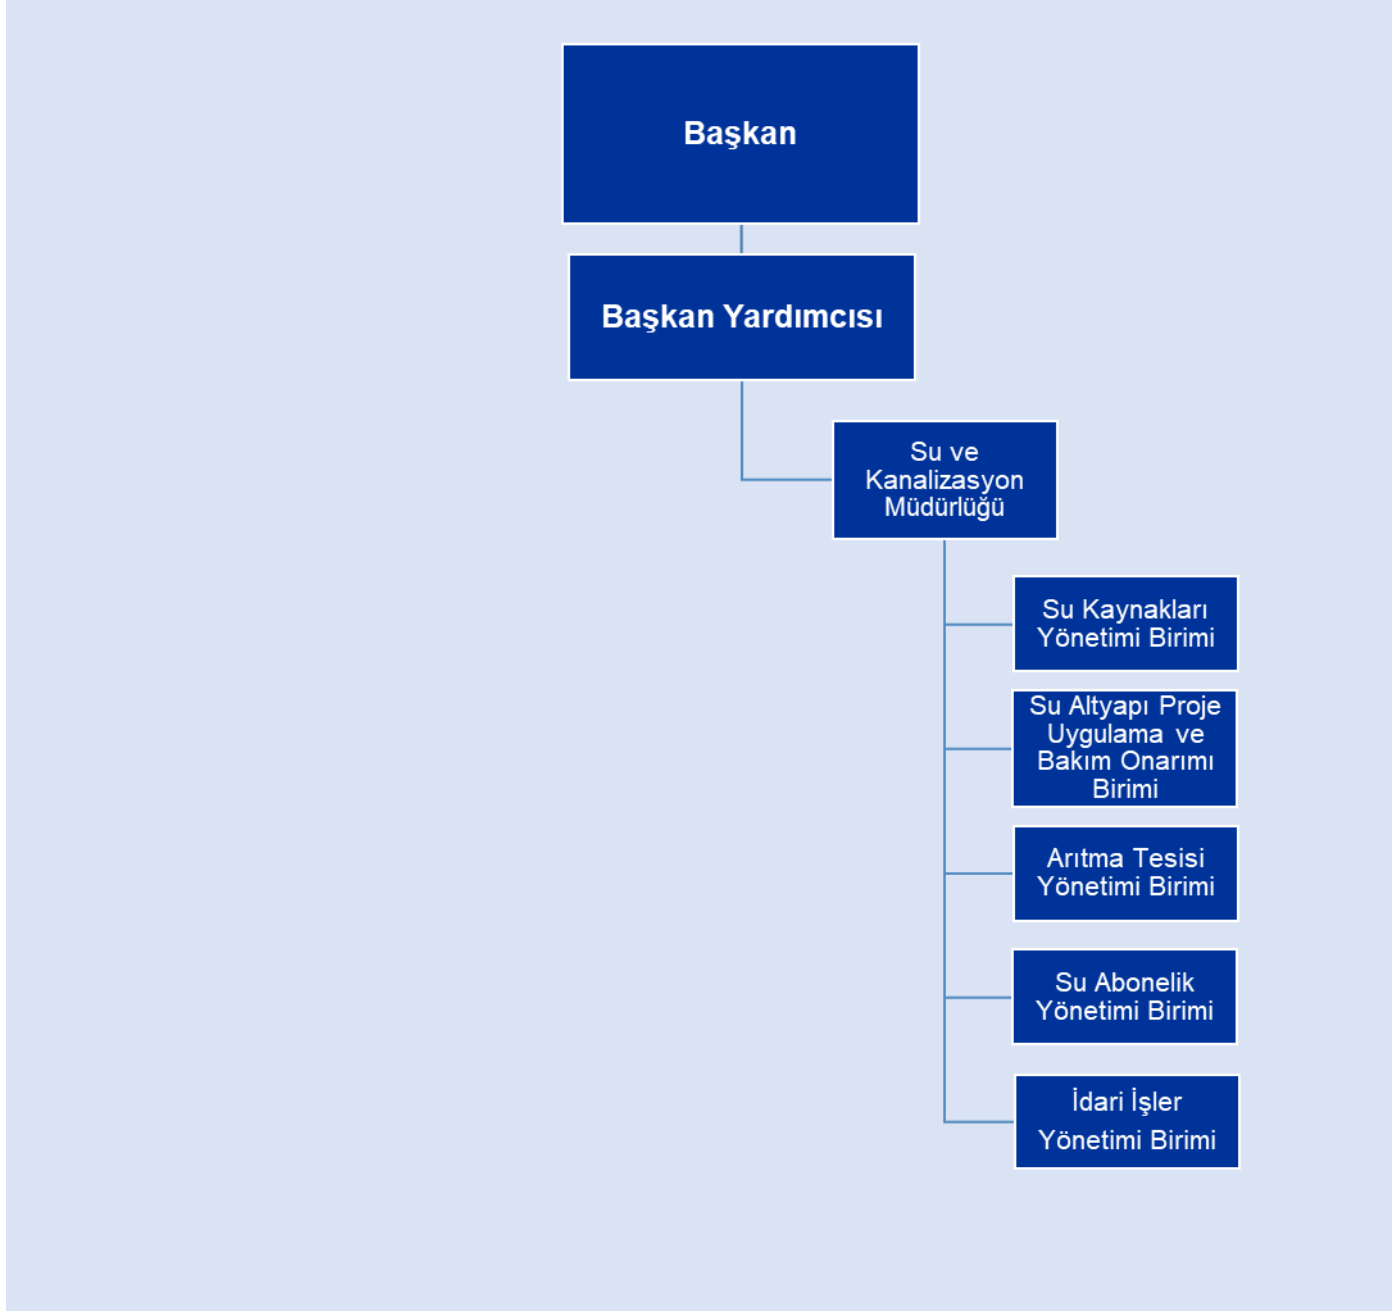 Başkan
Başkan Yardımcısı
Su ve
Kanalizasyon
Müdürlüğü
Su Kaynakları
Yönetimi Birimi
Su Altyapı Proje
Uygulama ve
Bakım Onarımı
Birimi
Arıtma Tesisi
Yönetimi Birimi
Su Abonelik
Yönetimi Birimi
İdari İşler
Yönetimi Birimi